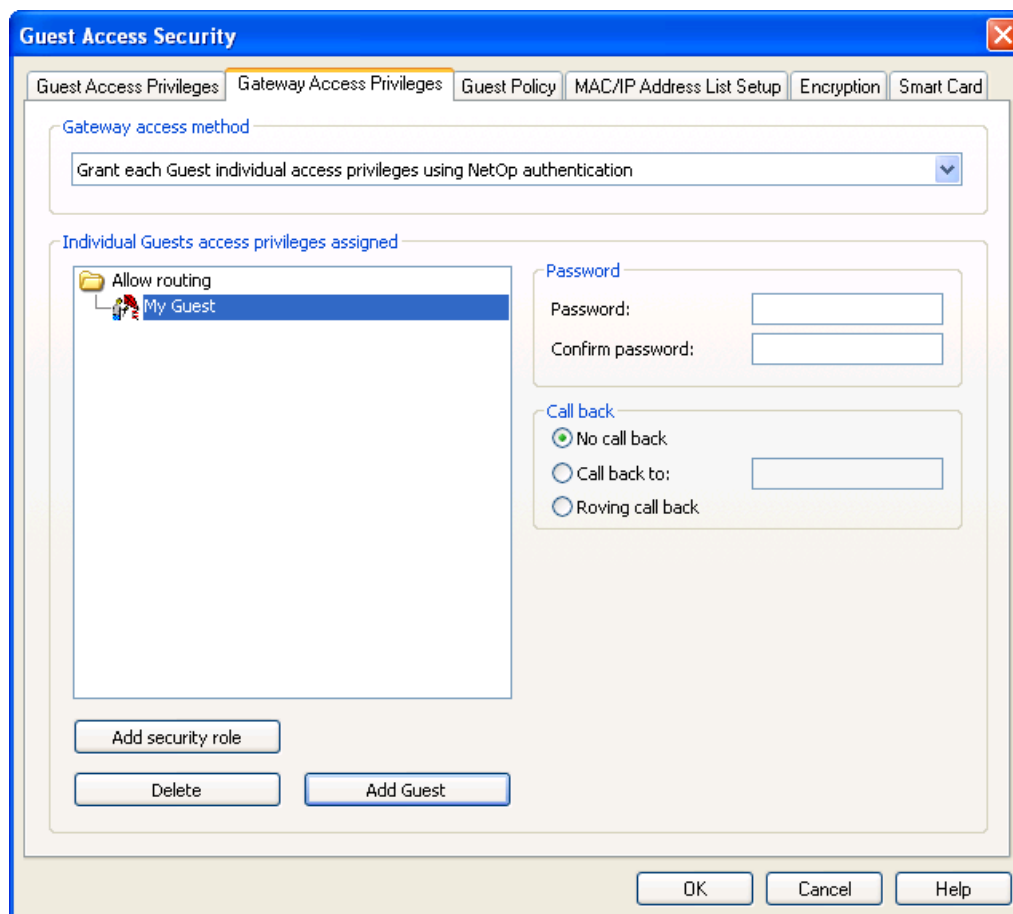 Guest Access Security
Guest Access Privileges Gateway Access Privileges Guest Policy MAC/IP Address List Setup Encryption Smart Card
Gateway access method
Grant each Guest individual access privileges using NetOp authentication
Individual Guests access privileges assigned
Allow routing
My Guest
Password
Password:
Confirm password:
Call back
No call back
Call back to:
Roving call back
Add security role
Delete Add Guest
OK Cancel Help